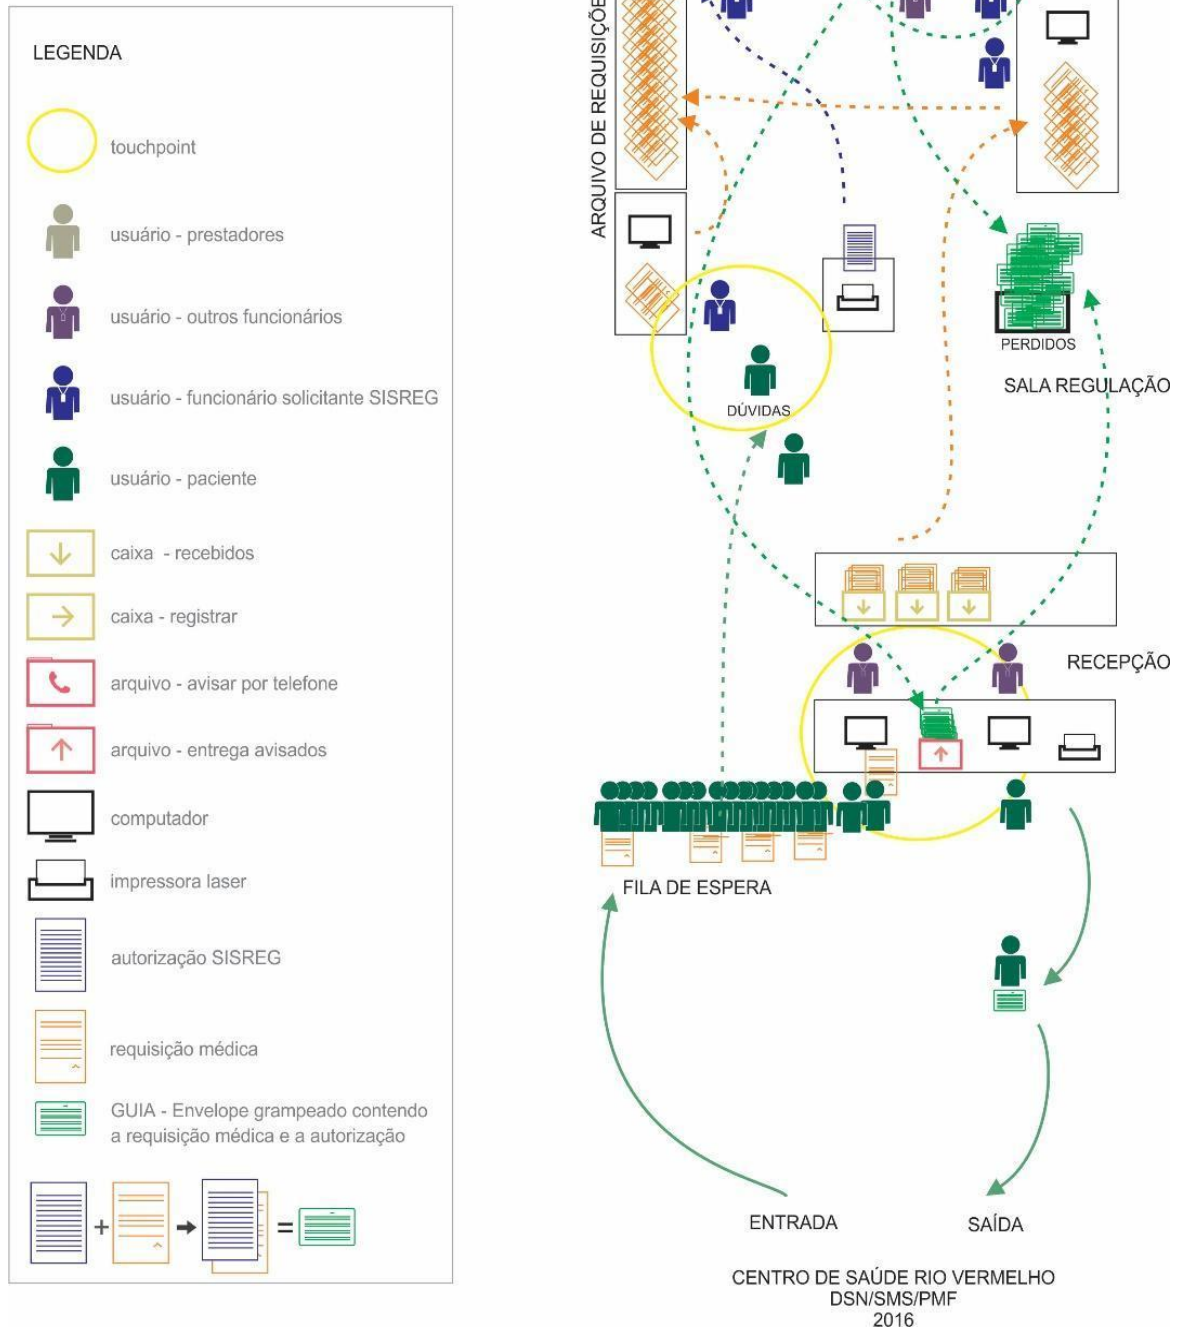 LEGENDA
touchpoint
usuário - prestadores
usuário - outros funcionários
usuário - funcionário solicitante SISREG
usuário - paciente
caixa - recebidos
caixa - registrar
arquivo - avisar por telefone
arquivo - entrega avisados
computador
impressora laser
autorização SISREG
requisição médica
GUIA - Envelope grampeado contendo
a requisição médica e a autorização
+
=
ARQUIVO DE REQUISIÇÕE
PERDIDOS
SALA REGULAÇÃO
DÚVIDAS
RECEPÇÃO
FILA DE ESPERA
ENTRADA
SAÍDA
CENTRO DE SAÚDE RIO VERMELHO
DSN/SMS/PMF
2016